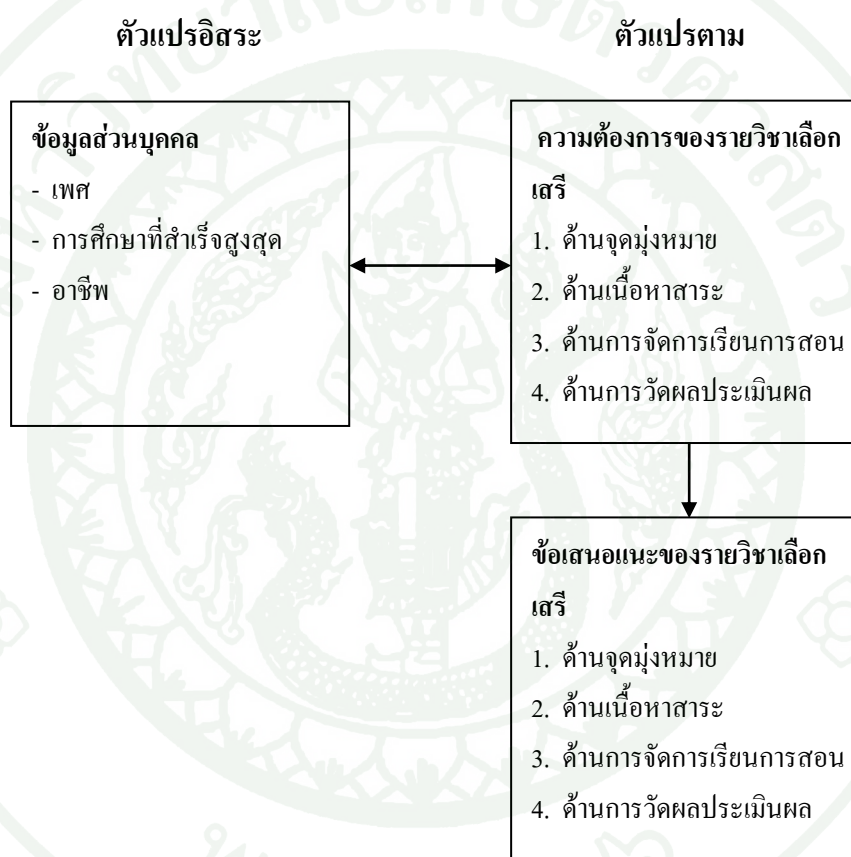 ตัวแปรอิสระ
ตัวแปรตาม
ข้อมูลส่วนบุคคล
- เพศ
- การศึกษาที่สำเร็จสูงสุด
- อาชีพ
ความต้องการของรายวิชาเลือก
เสรี
1. ด้านจุดมุ่งหมาย
2. ด้านเนื้อหาสาระ
3. ด้านการจัดการเรียนการสอน
4. ด้านการวัดผลประเมินผล
ข้อเสนอแนะของรายวิชาเลือก
เสรี
1. ด้านจุดมุ่งหมาย
2. ด้านเนื้อหาสาระ
3. ด้านการจัดการเรียนการสอน
4. ด้านการวัดผลประเมินผล